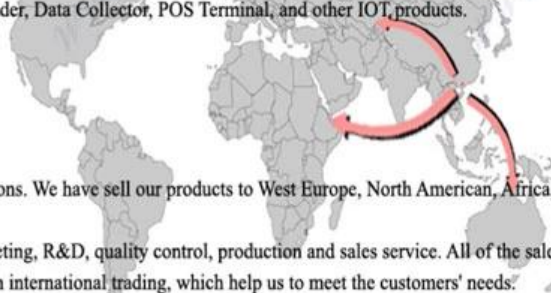 der, Data Collector, POS Terminal, and other IOT products.
ons. We have sell our products to West Europe, North American, Africa
eting, R&D, quality control, production and sales service. All of the sale
n international trading, which help us to meet the customers' needs.